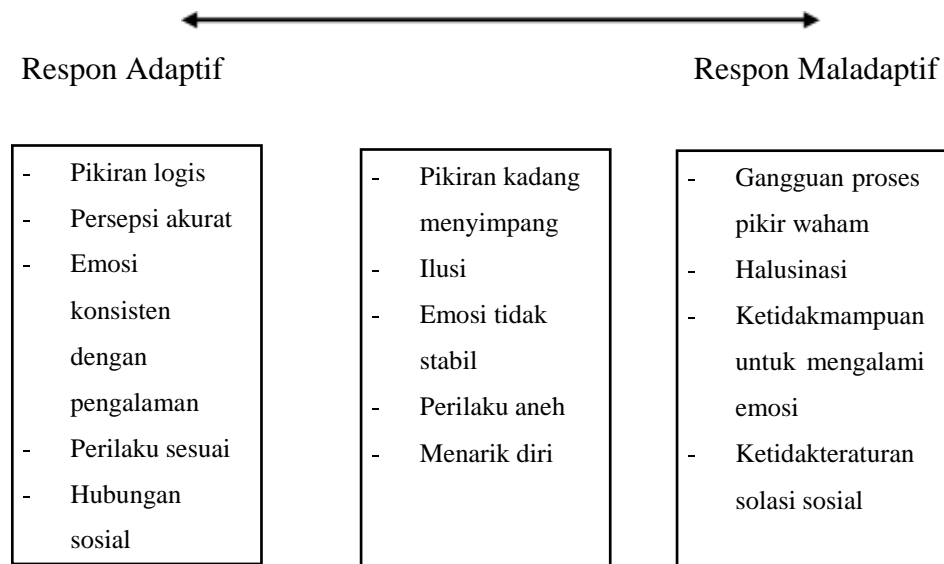 Respon Adaptif
Respon Maladaptif
- Pikiran logis
- Persepsi akurat
- Emosi
konsisten
dengan
pengalaman
- Perilaku sesuai
- Hubungan
sosial
- Pikiran kadang
menyimpang
- Ilusi
- Emosi tidak
stabil
- Perilaku aneh
- Menarik diri
- Gangguan proses
pikir waham
- Halusinasi
- Ketidakmampuan
untuk mengalami
emosi
- Ketidakteraturan
solasi sosial